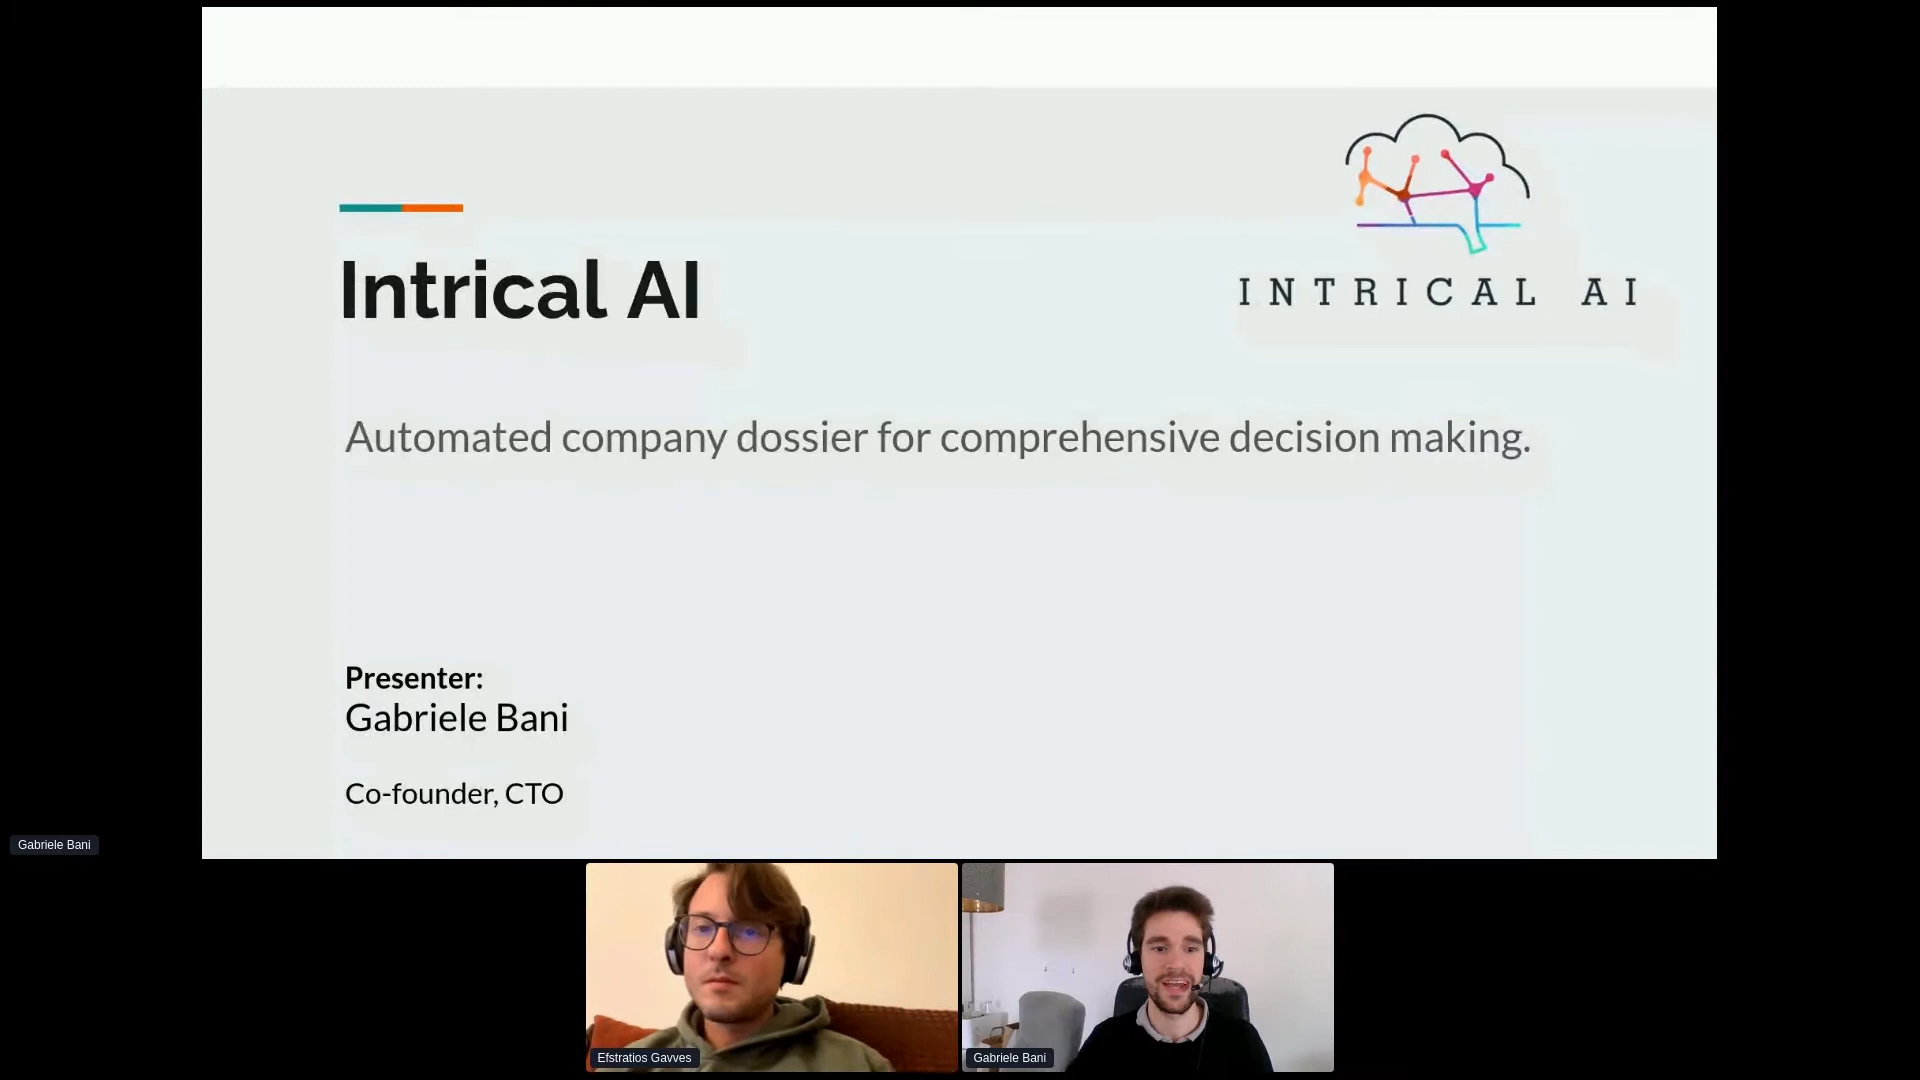 Intrical AI
INTRICAL AI
Automated company dossier for comprehensive decision making.
Presenter:
Gabriele Bani
Co-founder, CTO
Gabriele Bani
Efstratios Gavves
Gabriele Bani